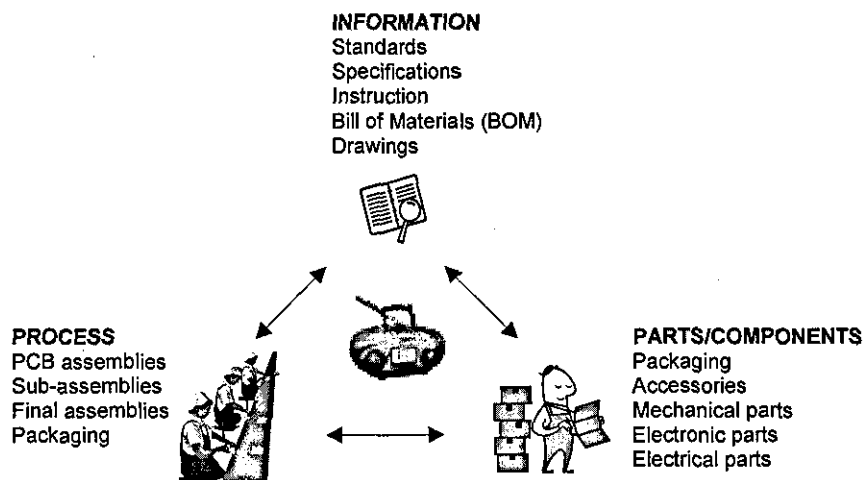 INFORMATION
Standards
Specifications
Instruction
Bill of Materials (BOM)
Drawings
PROCESS
PCB assemblies
Sub-assemblies
Final assemblies
Packaging
PARTS/COMPONENTS
Packaging
Accessories
Mechanical parts
Electronic parts
Electrical parts